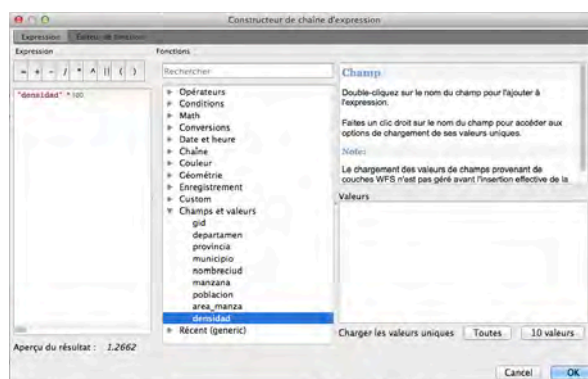 Constructeur de chaîne d'expression
Expression
Expression
Fonctions
= + - / * ^ || ( )
"densidad" * 100
Aperçu du résultat : 1.2662
Rechercher
Opérateurs
Conditions
Math
Conversions
Date et heure
Chaîne
Couleur
Géométrie
Enregistrement
Custom
Champs et valeurs
gid
departamen
provincia
municipio
nombreciud
manzana
poblacion
area_manza
densidad
Récent (generic)
Champ
Double-cliquez sur le nom du champ pour l'ajouter à
l'expression.
Faites un clic droit sur le nom du champ pour accéder aux
options de chargement de ses valeurs uniques.
Note:
Le chargement des valeurs de champs provenant de
couches WFS n'est pas géré avant l'insertion effective de la
Valeurs
Charger les valeurs uniques Toutes 10 valeurs
Cancel OK